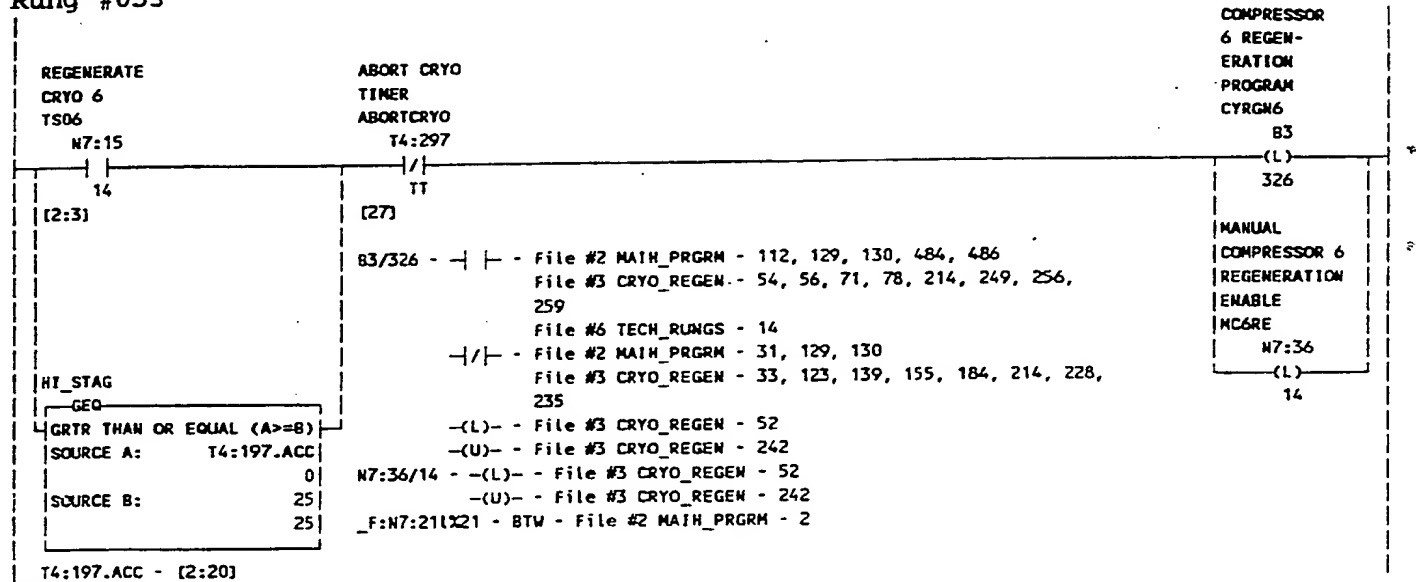 Rung #053
COMPRESSOR
6 REGEN-
ERATION
PROGRAM
CYRGN6
B3
(L)
326
REGENERATE
CRYO 6
TS06
N7:15
14
[2:3]
ABORT CRYO
TIMER
ABORTCRYO
T4:297
/
TT
[27]
B3/326 - ⊣ ⊢ - File #2 MAIN_PRGRM - 112, 129, 130, 484, 486
File #3 CRYO_REGEN - 54, 56, 71, 78, 214, 249, 256,
259
File #6 TECH_RUNGS - 14
⊣/⊢ - File #2 MAIN_PRGRM - 31, 129, 130
File #3 CRYO_REGEN - 33, 123, 139, 155, 184, 214, 228,
235
-(L)- - File #3 CRYO_REGEN - 52
-(U)- - File #3 CRYO_REGEN - 242
N7:36/14 - -(L)- - File #3 CRYO_REGEN - 52
-(U)- - File #3 CRYO_REGEN - 242
_F:N7:21[%21 - BTW - File #2 MAIN_PRGRM - 2
MANUAL
COMPRESSOR 6
REGENERATION
ENABLE
MC6RE
N7:36
(L)
14
HI_STAG
GEQ
GRTR THAN OR EQUAL (A>=B)
SOURCE A: T4:197.ACC
0
SOURCE B: 25
25
T4:197.ACC - [2:20]